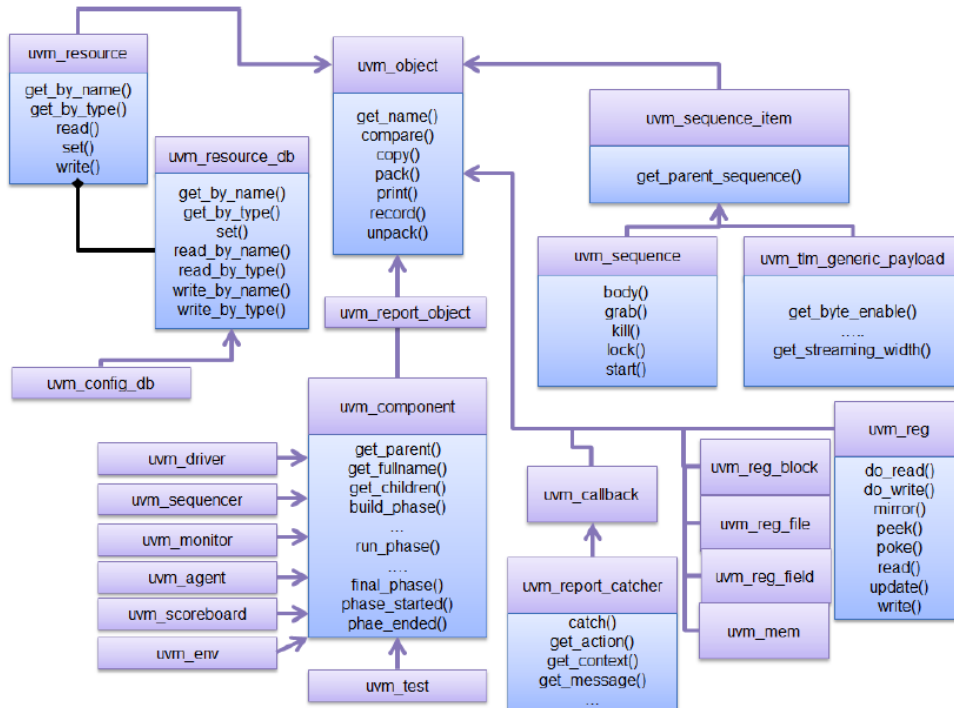 uvm_resource
get_by_name()
get_by_type()
read()
set()
write()
uvm_resource_db
get_by_name()
get_by_type()
set()
read_by_name()
read_by_type()
write_by_name()
write_by_type()
uvm_config_db
uvm_object
get_name()
compare()
copy()
pack()
print()
record()
unpack()
uvm_report_object
uvm_sequence_item
get_parent_sequence()
uvm_sequence
body()
grab()
kill()
lock()
start()
uvm_tlm_generic_payload
get_byte_enable()
.....
get_streaming_width()
uvm_component
get_parent()
get_fullname()
get_children()
build_phase()
....
run_phase()
.....
final_phase()
phase_started()
phae_ended()
uvm_driver
uvm_sequencer
uvm_monitor
uvm_agent
uvm_scoreboard
uvm_env
uvm_test
uvm_callback
uvm_report_catcher
catch()
get_action()
get_context()
get_message()
...
uvm_reg_block
uvm_reg_file
uvm_reg_field
uvm_mem
uvm_reg
do_read()
do_write()
mirror()
peek()
poke()
read()
update()
write()